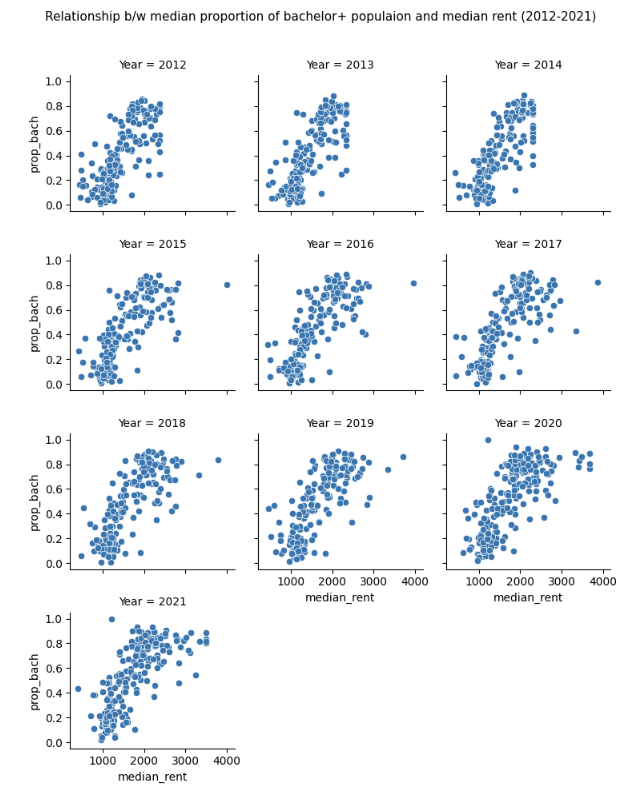 Relationship b/w median proportion of bachelor+ populaion and median rent (2012-2021)
Year = 2012
Year = 2013
Year = 2014
1.0
0.8
0.6
0.4
0.2
0.0
prop_bach
Year = 2015
Year = 2016
Year = 2017
1.0
0.8
0.6
0.4
0.2
0.0
prop_bach
Year = 2018
Year = 2019
Year = 2020
1.0
0.8
0.6
0.4
0.2
0.0
prop_bach
1000 2000 3000 4000
1000 2000 3000 4000
median_rent
median_rent
Year = 2021
1.0
0.8
0.6
0.4
0.2
0.0
prop_bach
1000 2000 3000 4000
median_rent